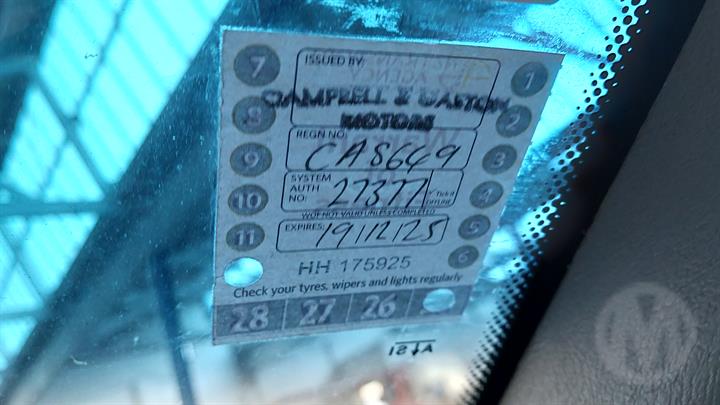 7
ISSUED BY:
1
CAMPBELL & GASTON
8
MOTORS
2
REGN NO:
CA8649
9
3
SYSTEM
AUTH
NO:
27377
10
4
WOF NOT VALID UNLESS COMPLETED
EXPIRES:
19/12/25
11
5
6
HH 175925
Check your tyres, wipers and lights regularly
28 27 26
M